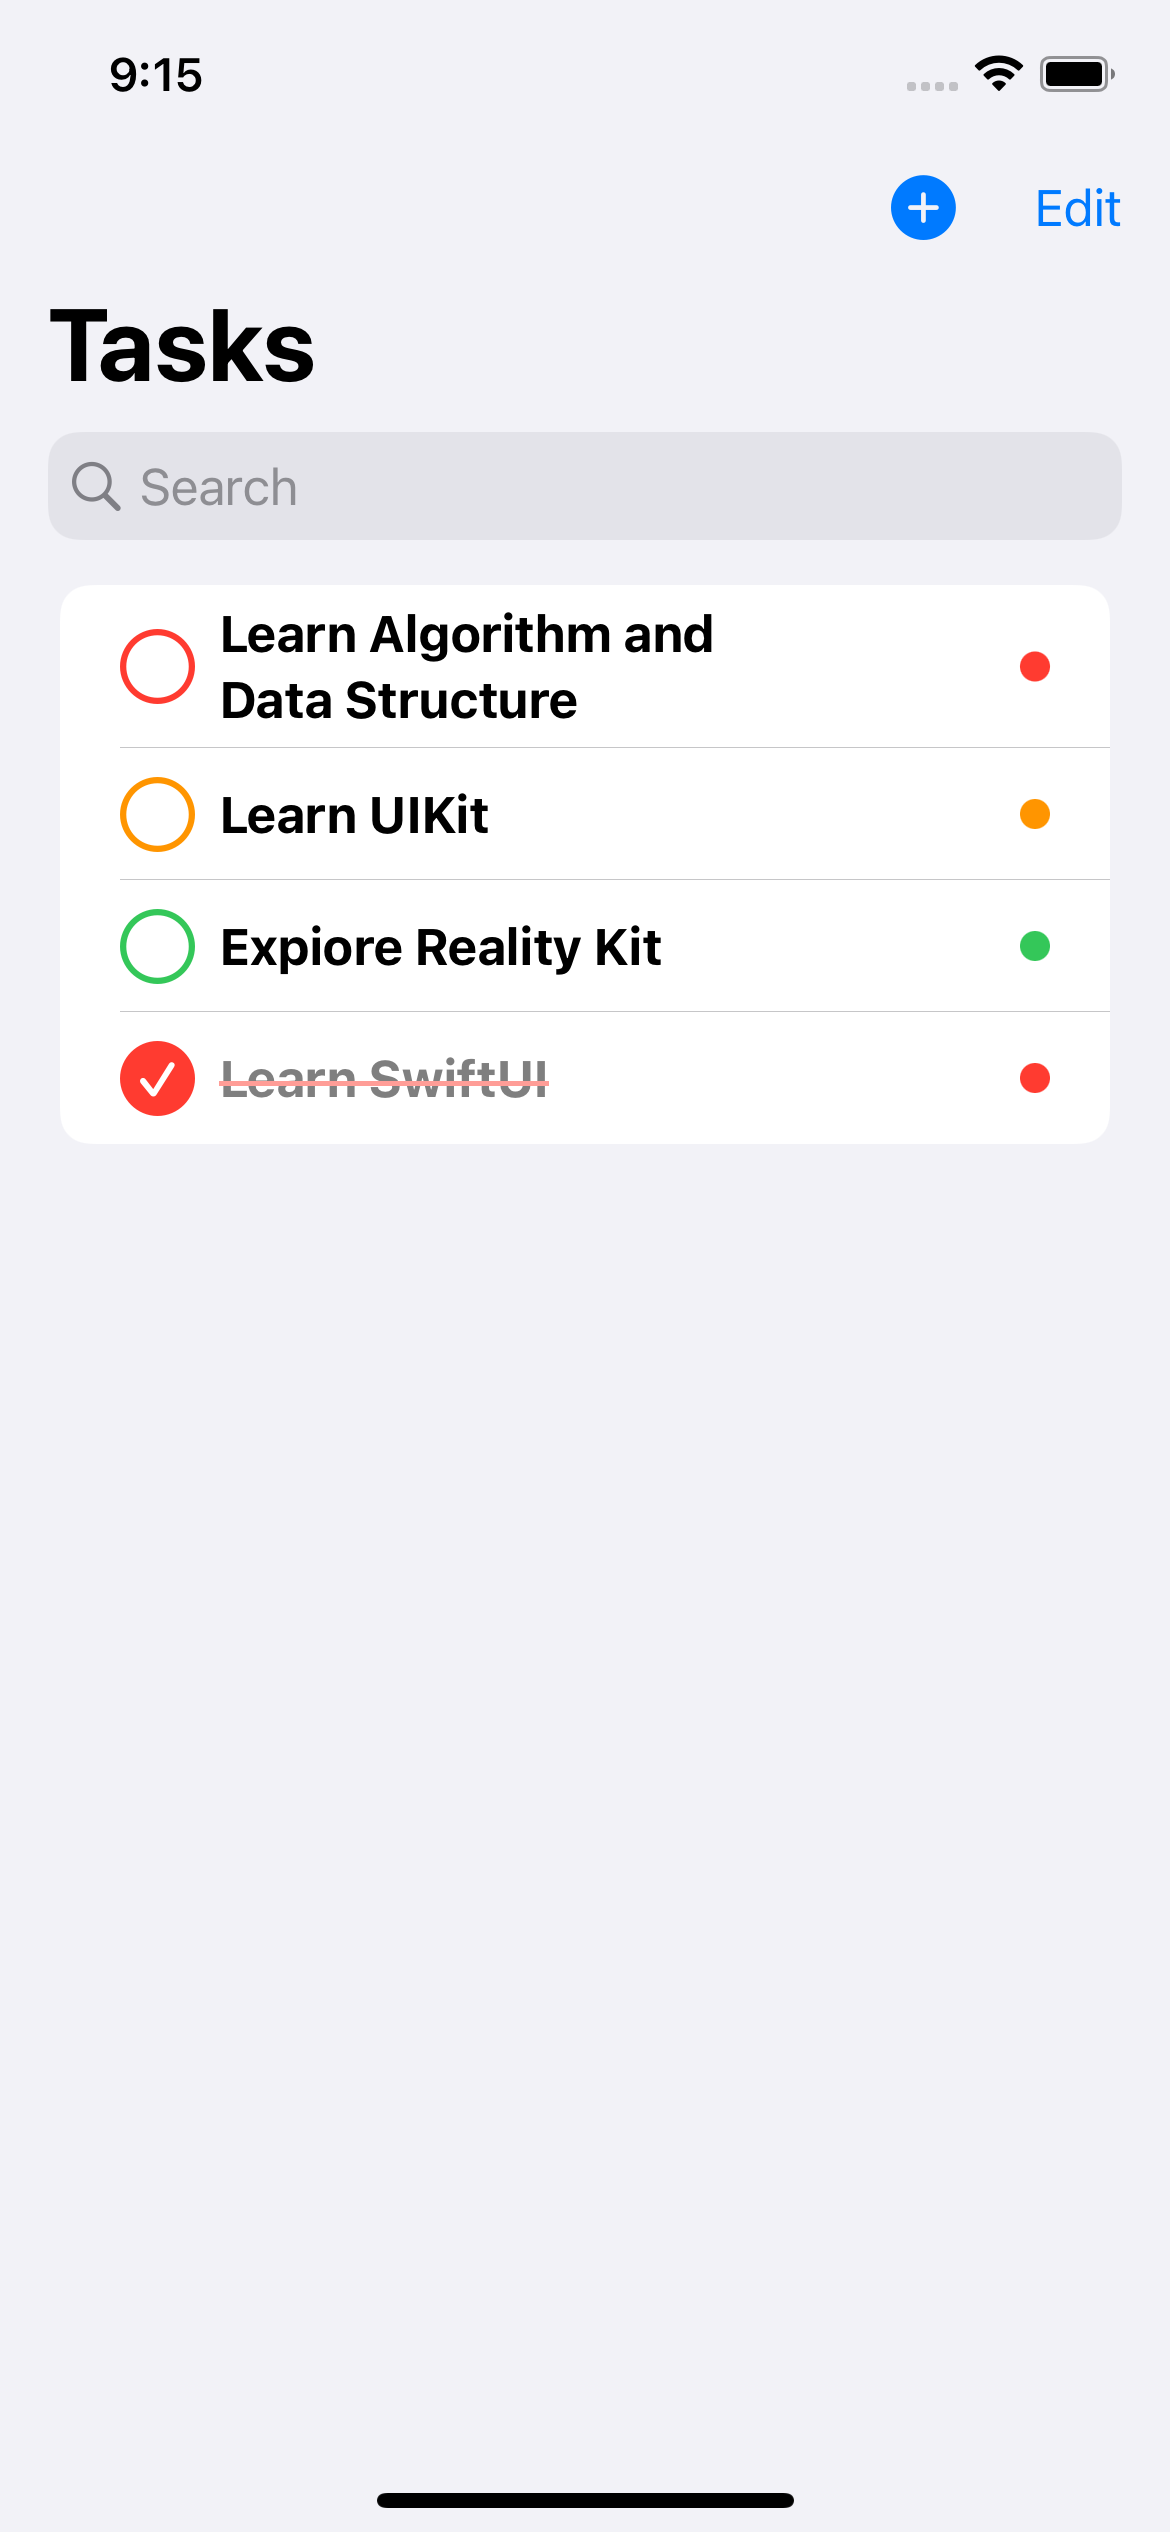 9:15
Edit
Tasks
Search
Learn Algorithm and
Data Structure
Learn UIKit
Expiore Reality Kit
Learn SwiftUI